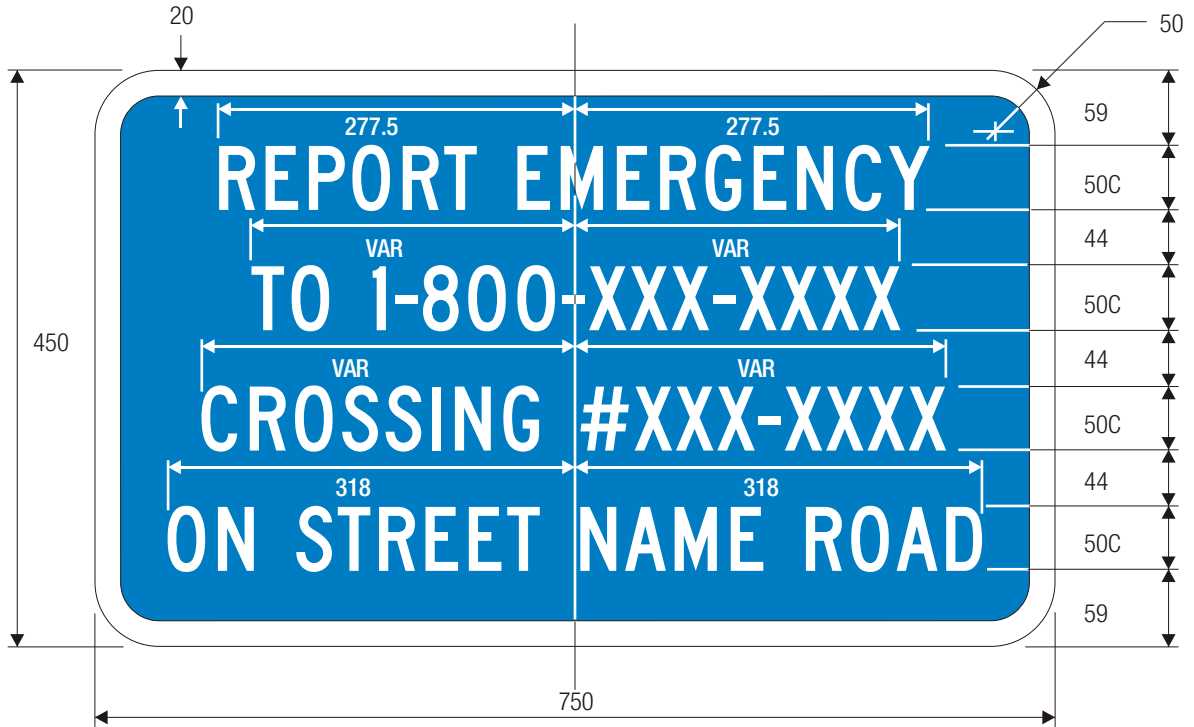 20
50
277.5 277.5
59
REPORT EMERGENCY
50C
VAR VAR
44
TO 1-800-XXX-XXXX
50C
450
VAR VAR
44
CROSSING #XXX-XXXX
50C
318 318
44
ON STREET NAME ROAD
50C
59
750